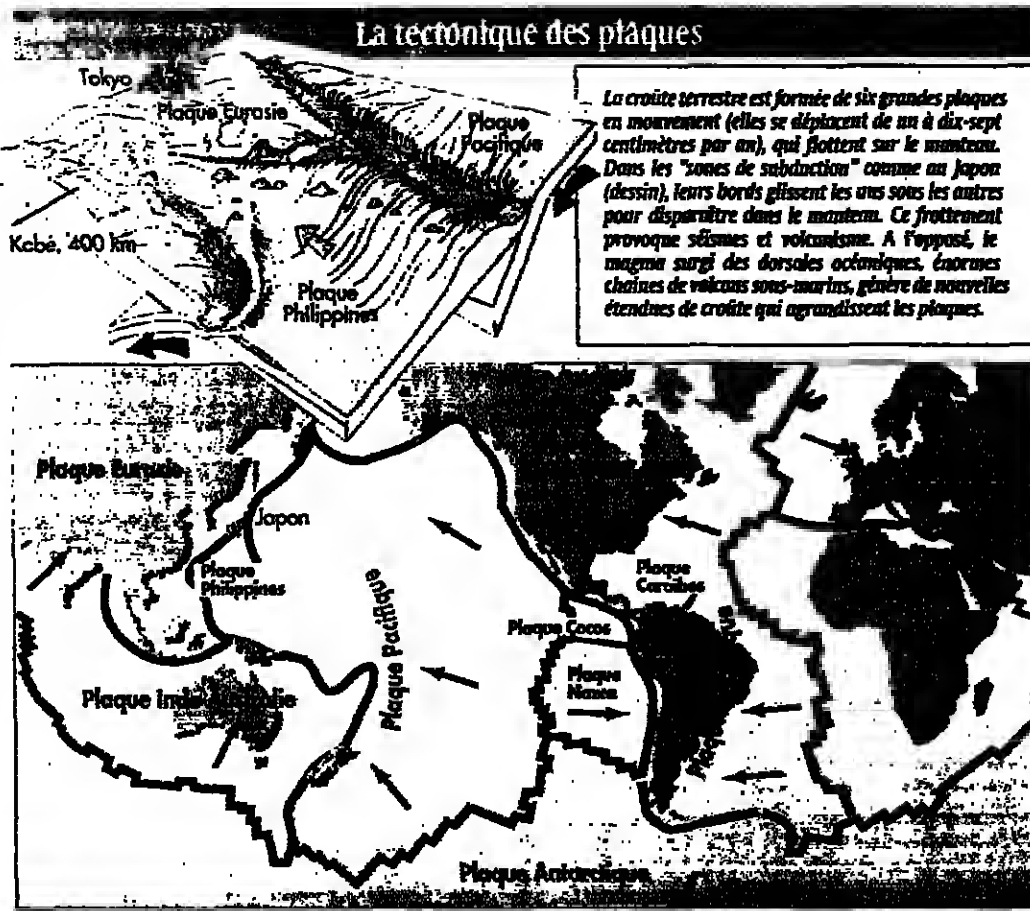 La tectonique des plaques
Tokyo
Plaque Eurasie
Plaque
Pacifique
Kobé, 400 km
Plaque
Philippines
La croûte terrestre est formée de six grandes plaques
en mouvement (elles se déplacent de un à dix-sept
centimètres par an), qui flottent sur le manteau.
Dans les "zones de subduction" comme au Japon
(dessin), leurs bords glissent les uns sous les autres
pour disparaître dans le manteau. Ce frottement
provoque séismes et volcanisme. A l'opposé, le
magma surgi des dorsales océaniques, énormes
chaînes de volcans sous-marins, génère de nouvelles
étendues de croûte qui agrandissent les plaques.
Plaque Eurasie
Japon
Plaque
Philippines
Plaque Pacifique
Plaque
Caraïbes
Plaque Cocos
Plaque
Nazca
Plaque Indo-Australie
Plaque
Plaque Antarctique